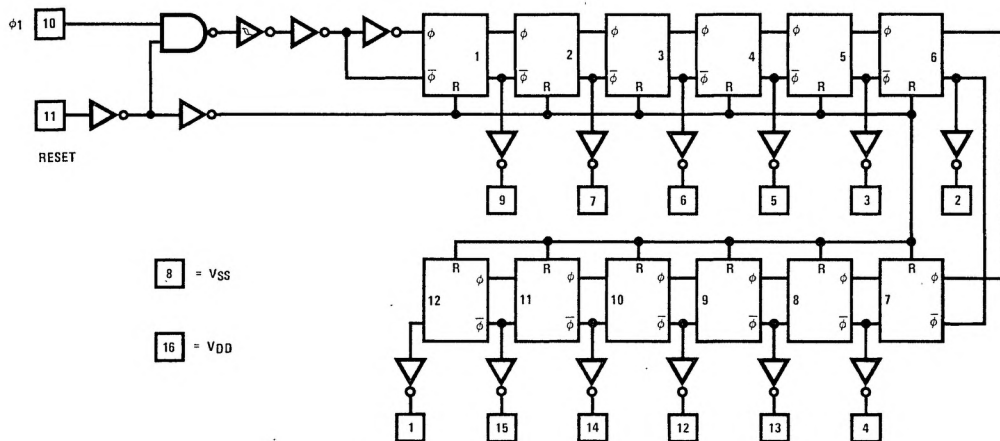 ϕ1 10
ϕ ϕ ϕ ϕ ϕ ϕ
1 2 3 4 5 6
ϕ̅ ϕ̅ ϕ̅ ϕ̅ ϕ̅ ϕ̅
R R R R R R
11
RESET
9 7 6 5 3 2
R R R R R R
8 = VSS
ϕ ϕ ϕ ϕ ϕ
12 11 10 9 8 7
ϕ̅ ϕ̅ ϕ̅ ϕ̅ ϕ̅
ϕ
ϕ̅
16 = VDD
1 15 14 12 13 4